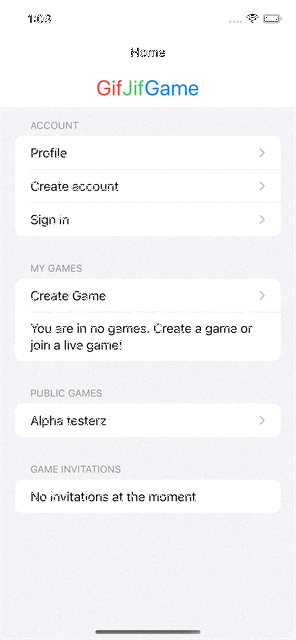 1:08
Home
GifJifGame
ACCOUNT
Profile
Create account
Sign in
MY GAMES
Create Game
You are in no games. Create a game or
join a live game!
PUBLIC GAMES
Alpha testerz
GAME INVITATIONS
No invitations at the moment